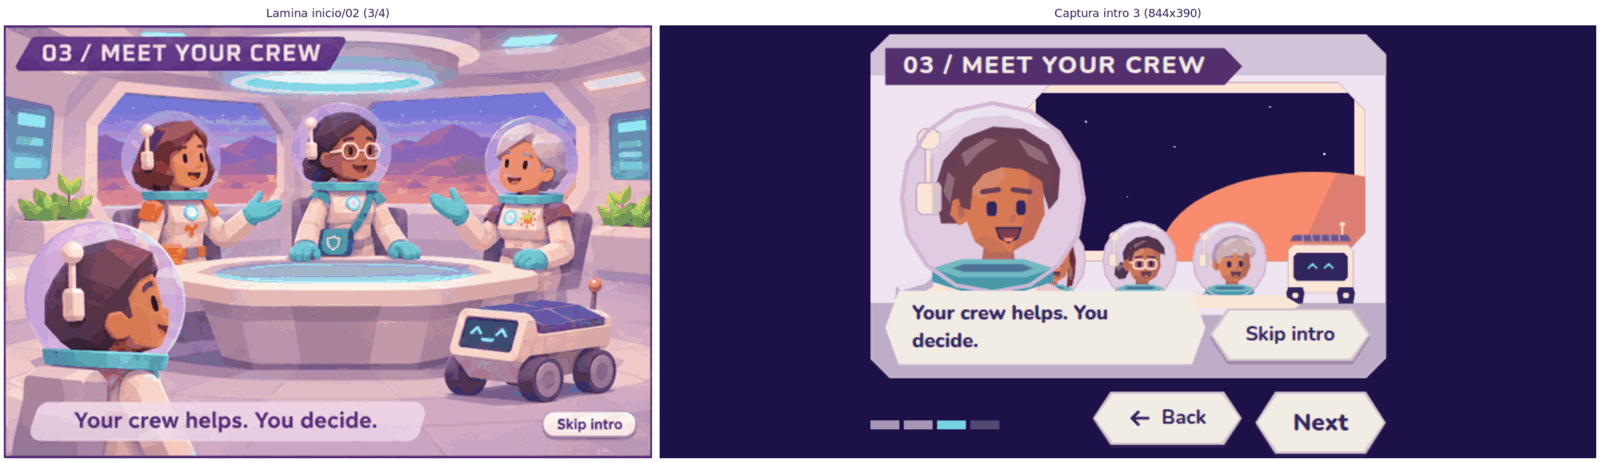 Lamina inicio/02 (3/4)
03 / MEET YOUR CREW
Your crew helps. You decide.
Skip intro
Captura intro 3 (844x390)
03 / MEET YOUR CREW
Your crew helps. You
decide.
Skip intro
← Back
Next